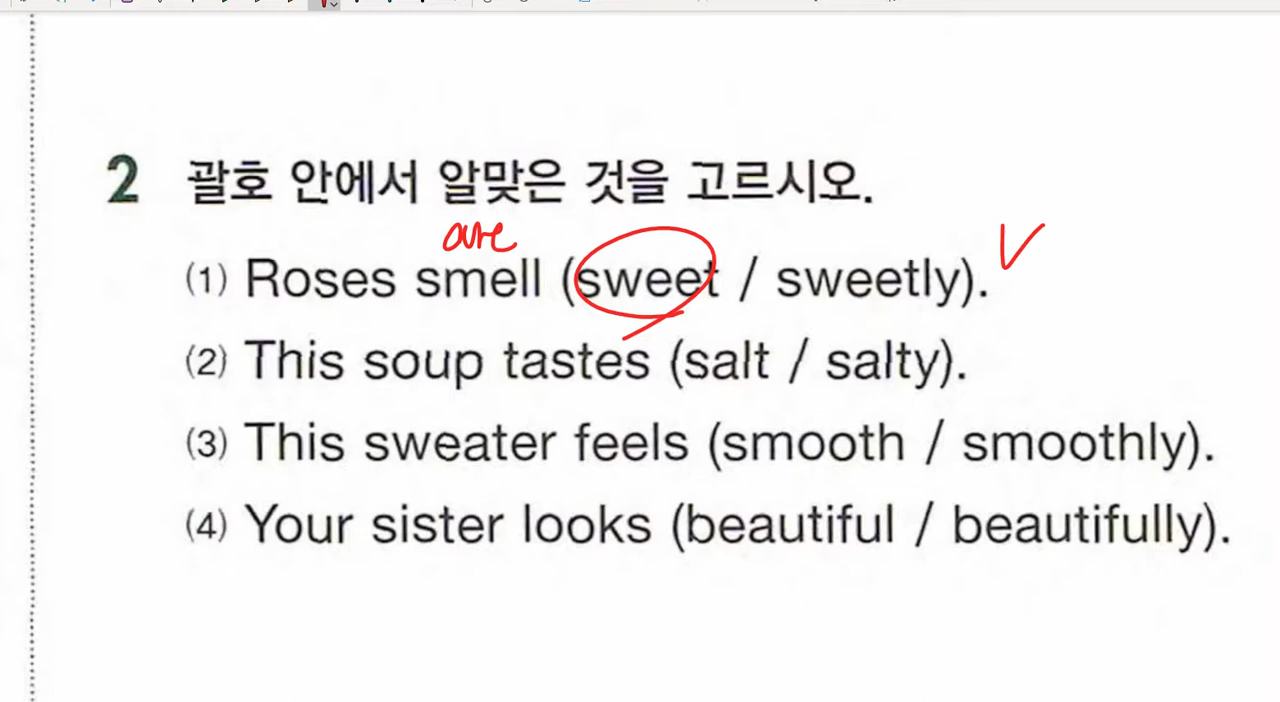 2 괄호 안에서 알맞은 것을 고르시오.
are
(1) Roses smell (sweet / sweetly).
(2) This soup tastes (salt / salty).
(3) This sweater feels (smooth / smoothly).
(4) Your sister looks (beautiful / beautifully).